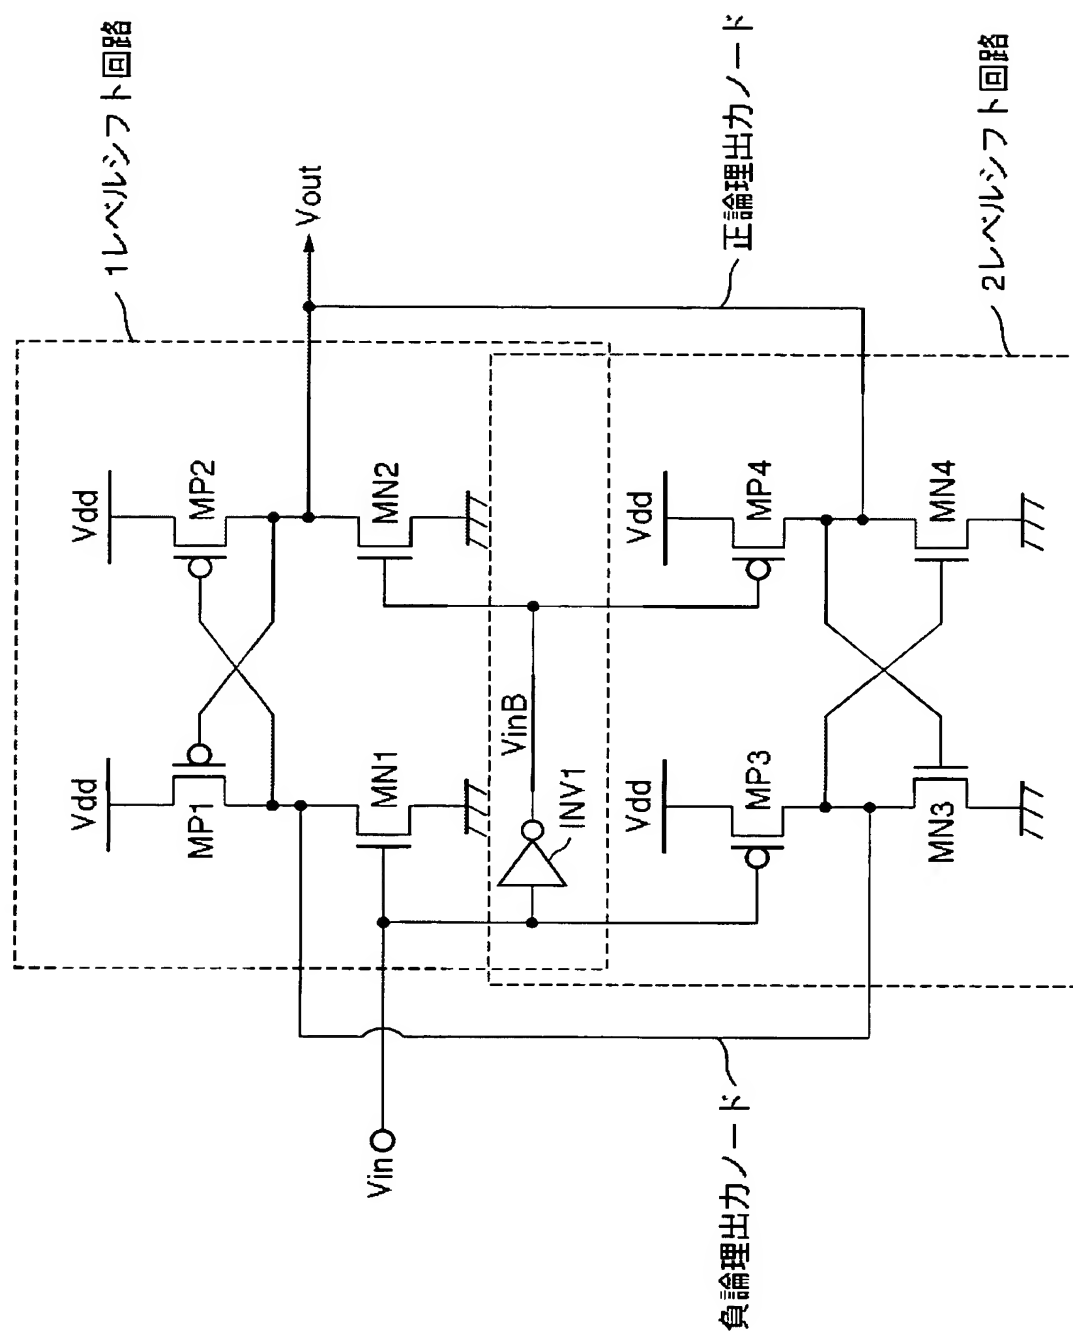 1レベルシフト回路
Vdd
Vdd
MP1
MP2
Vout
MN1
MN2
VinB
INV1
Vin
正論理出力ノード
Vdd
Vdd
MP3
MP4
MN3
MN4
負論理出力ノード
2レベルシフト回路